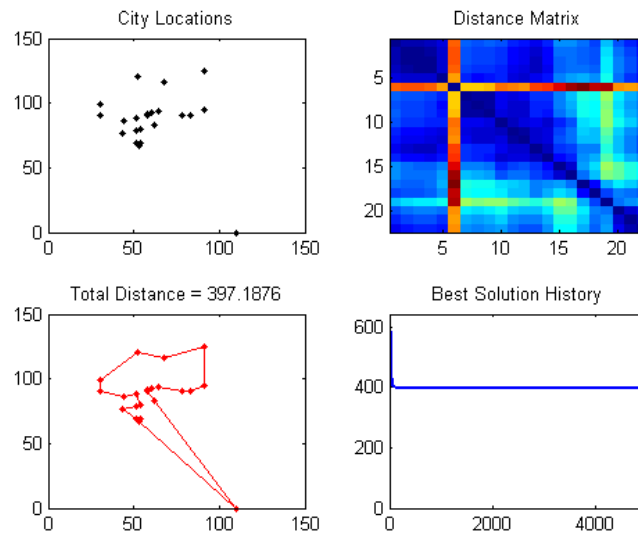 City Locations
150
100
50
0
0 50 100 150
Distance Matrix
5
10
15
20
5 10 15 20
Total Distance = 397.1876
150
100
50
0
0 50 100 150
Best Solution History
600
400
200
0
0 2000 4000